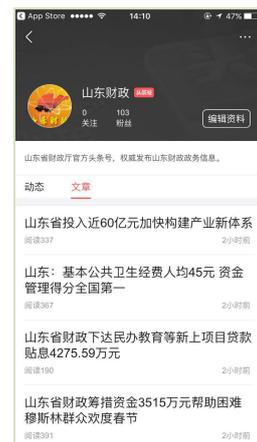 App Store 14:10 47%
山东财政 头条号
0 103
关注 粉丝
编辑资料
山东省财政厅官方头条号，权威发布山东财政政务信息。
动态 文章
山东省投入近60亿元加快构建产业新体系
阅读337 2小时前
山东：基本公共卫生经费人均45元 资金
管理得分全国第一
阅读367 2小时前
山东省财政下达民办教育等新上项目贷款
贴息4275.59万元
阅读190 2小时前
山东省财政筹措资金3515万元帮助困难
穆斯林群众欢度春节
阅读391 2小时前